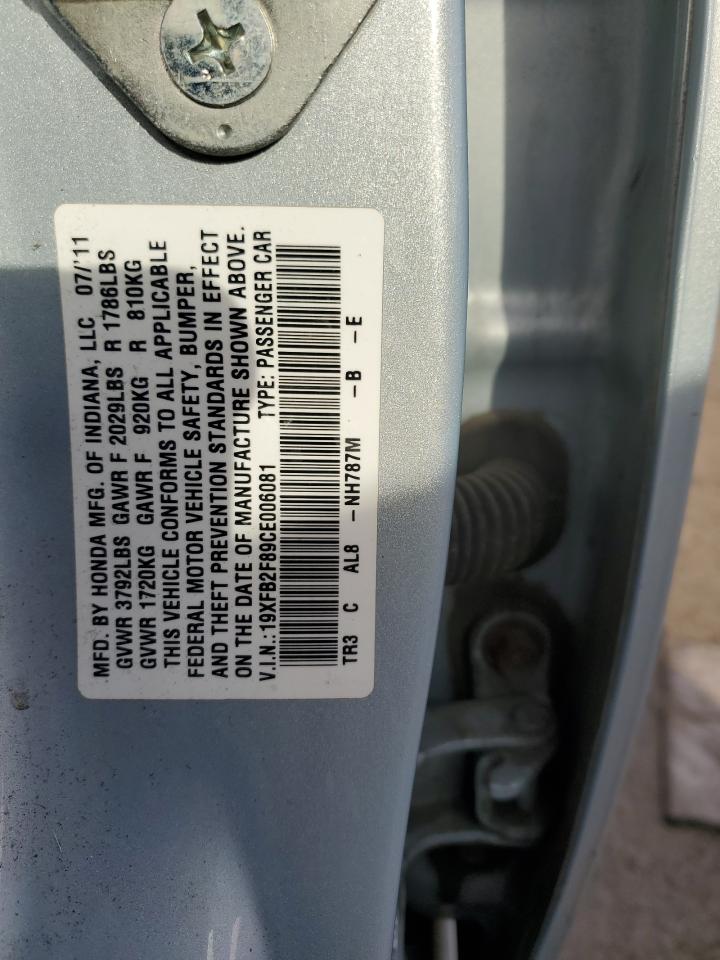 MFD. BY HONDA MFG. OF INDIANA, LLC 07/'11
GVWR 3792LBS GAWR F 2029LBS R 1786LBS
GVWR 1720KG GAWR F 920KG R 810KG
THIS VEHICLE CONFORMS TO ALL APPLICABLE
FEDERAL MOTOR VEHICLE SAFETY, BUMPER,
AND THEFT PREVENTION STANDARDS IN EFFECT
ON THE DATE OF MANUFACTURE SHOWN ABOVE.
V.I.N.:19XFB2F89CE006081 TYPE: PASSENGER CAR
TR3 C AL8 -NH787M -B -E